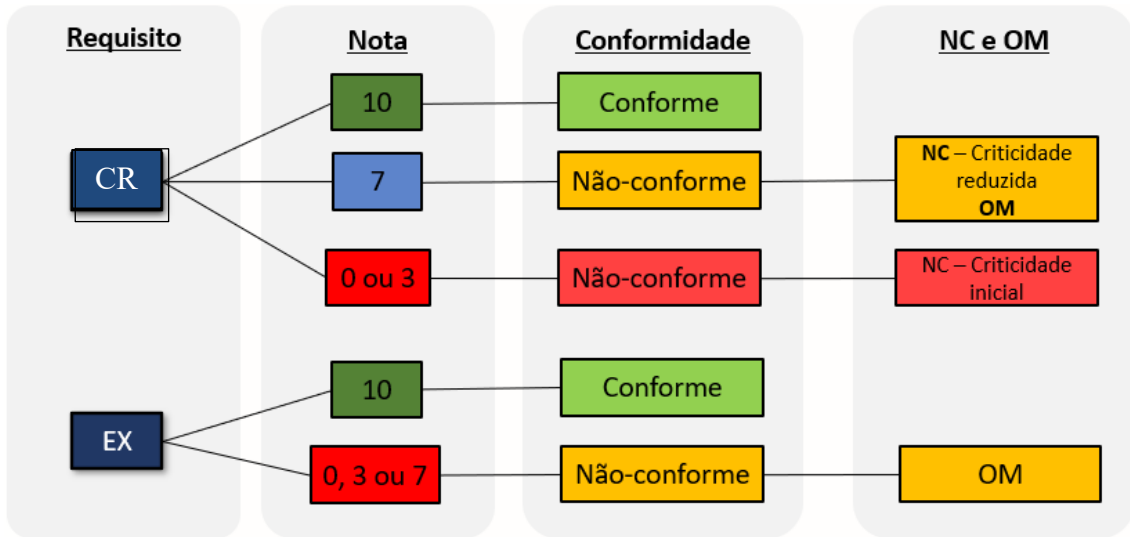 Requisito
Nota
Conformidade
NC e OM
CR
10
Conforme
7
Não-conforme
NC – Criticidade
reduzida
OM
0 ou 3
Não-conforme
NC – Criticidade
inicial
EX
10
Conforme
0, 3 ou 7
Não-conforme
OM